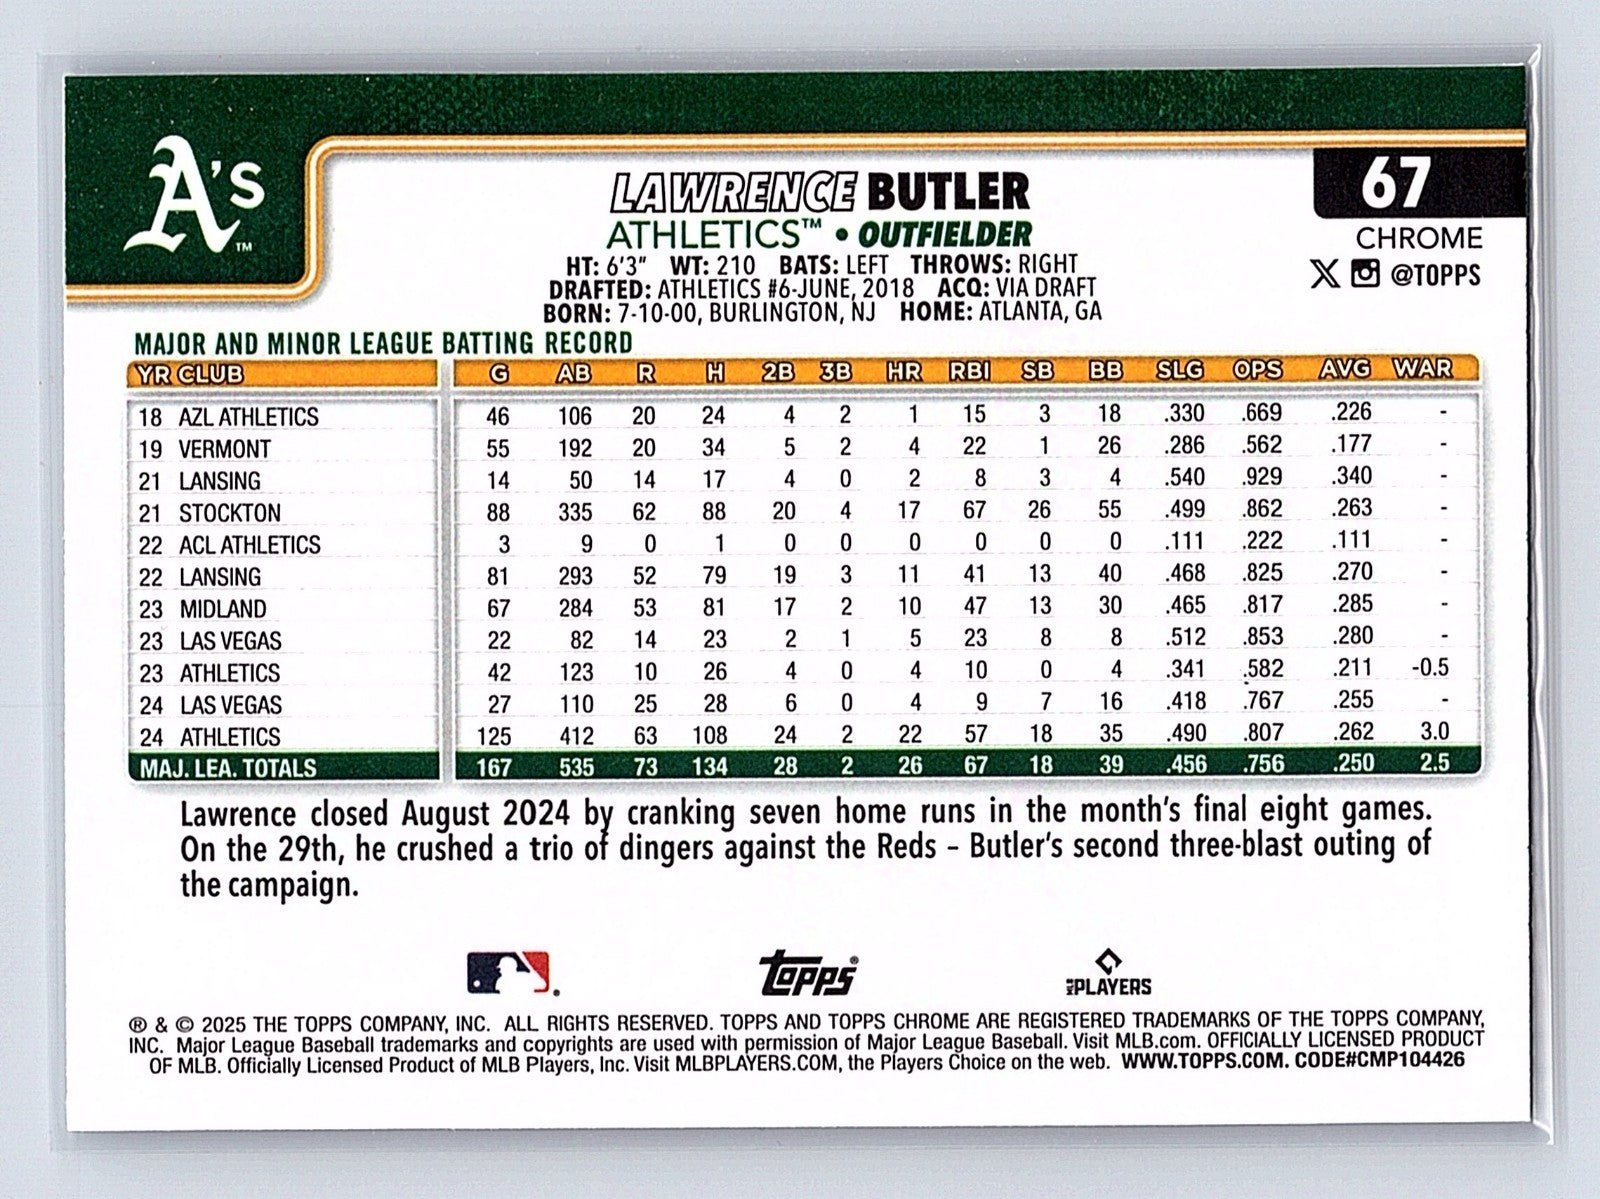 A's™
LAWRENCE BUTLER
67
ATHLETICS™ • OUTFIELDER
CHROME
HT: 6'3" WT: 210 BATS: LEFT THROWS: RIGHT
@TOPPS
DRAFTED: ATHLETICS #6-JUNE, 2018 ACQ: VIA DRAFT
BORN: 7-10-00, BURLINGTON, NJ HOME: ATLANTA, GA
MAJOR AND MINOR LEAGUE BATTING RECORD
YR CLUB G AB R H 2B 3B HR RBI SB BB SLG OPS AVG WAR
18 AZL ATHLETICS 46 106 20 24 4 2 1 15 3 18 .330 .669 .226 -
19 VERMONT 55 192 20 34 5 2 4 22 1 26 .286 .562 .177 -
21 LANSING 14 50 14 17 4 0 2 8 3 4 .540 .929 .340 -
21 STOCKTON 88 335 62 88 20 4 17 67 26 55 .499 .862 .263 -
22 ACL ATHLETICS 3 9 0 1 0 0 0 0 0 0 .111 .222 .111 -
22 LANSING 81 293 52 79 19 3 11 41 13 40 .468 .825 .270 -
23 MIDLAND 67 284 53 81 17 2 10 47 13 30 .465 .817 .285 -
23 LAS VEGAS 22 82 14 23 2 1 5 23 8 8 .512 .853 .280 -
23 ATHLETICS 42 123 10 26 4 0 4 10 0 4 .341 .582 .211 -0.5
24 LAS VEGAS 27 110 25 28 6 0 4 9 7 16 .418 .767 .255 -
24 ATHLETICS 125 412 63 108 24 2 22 57 18 35 .490 .807 .262 3.0
MAJ. LEA. TOTALS 167 535 73 134 28 2 26 67 18 39 .456 .756 .250 2.5
Lawrence closed August 2024 by cranking seven home runs in the month's final eight games.
On the 29th, he crushed a trio of dingers against the Reds – Butler's second three-blast outing of
the campaign.
topps®
MLB PLAYERS
® & © 2025 THE TOPPS COMPANY, INC. ALL RIGHTS RESERVED. TOPPS AND TOPPS CHROME ARE REGISTERED TRADEMARKS OF THE TOPPS COMPANY,
INC. Major League Baseball trademarks and copyrights are used with permission of Major League Baseball. Visit MLB.com. OFFICIALLY LICENSED PRODUCT
OF MLB. Officially Licensed Product of MLB Players, Inc. Visit MLBPLAYERS.COM, the Players Choice on the web. WWW.TOPPS.COM. CODE#CMP104426